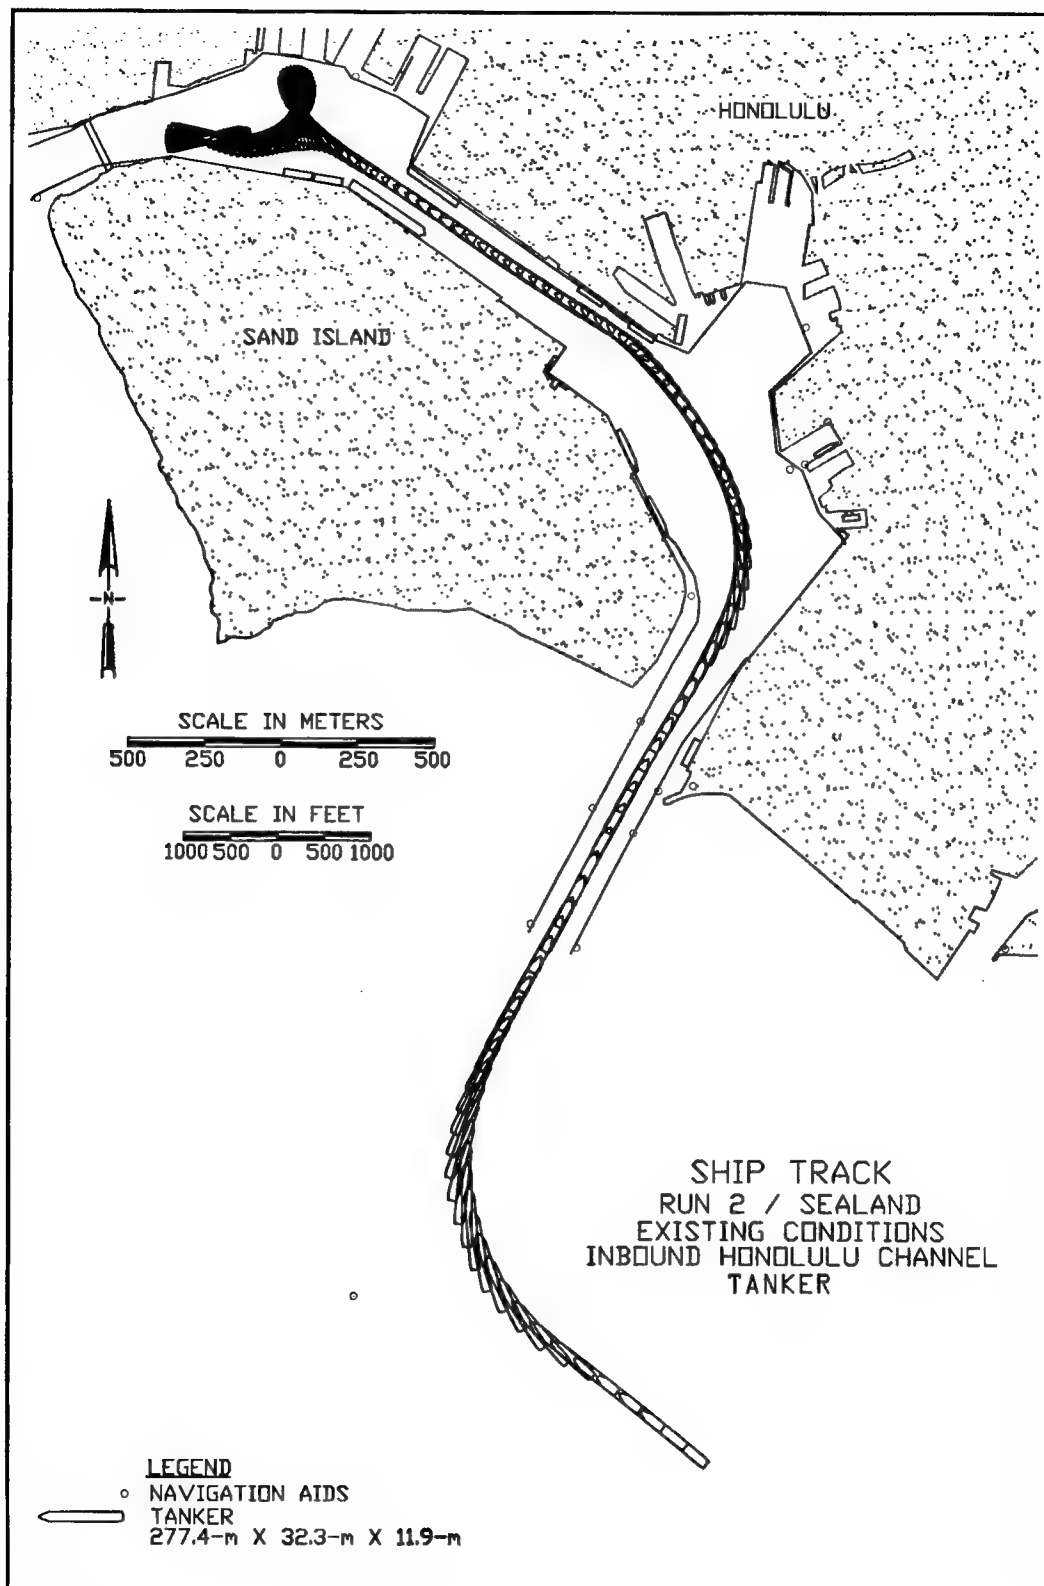 HONOLULU
SAND ISLAND
N
SCALE IN METERS
500 250 0 250 500
SCALE IN FEET
1000 500 0 500 1000
SHIP TRACK
RUN 2 / SEALAND
EXISTING CONDITIONS
INBOUND HONOLULU CHANNEL
TANKER
LEGEND
NAVIGATION AIDS
TANKER
277.4-m X 32.3-m X 11.9-m